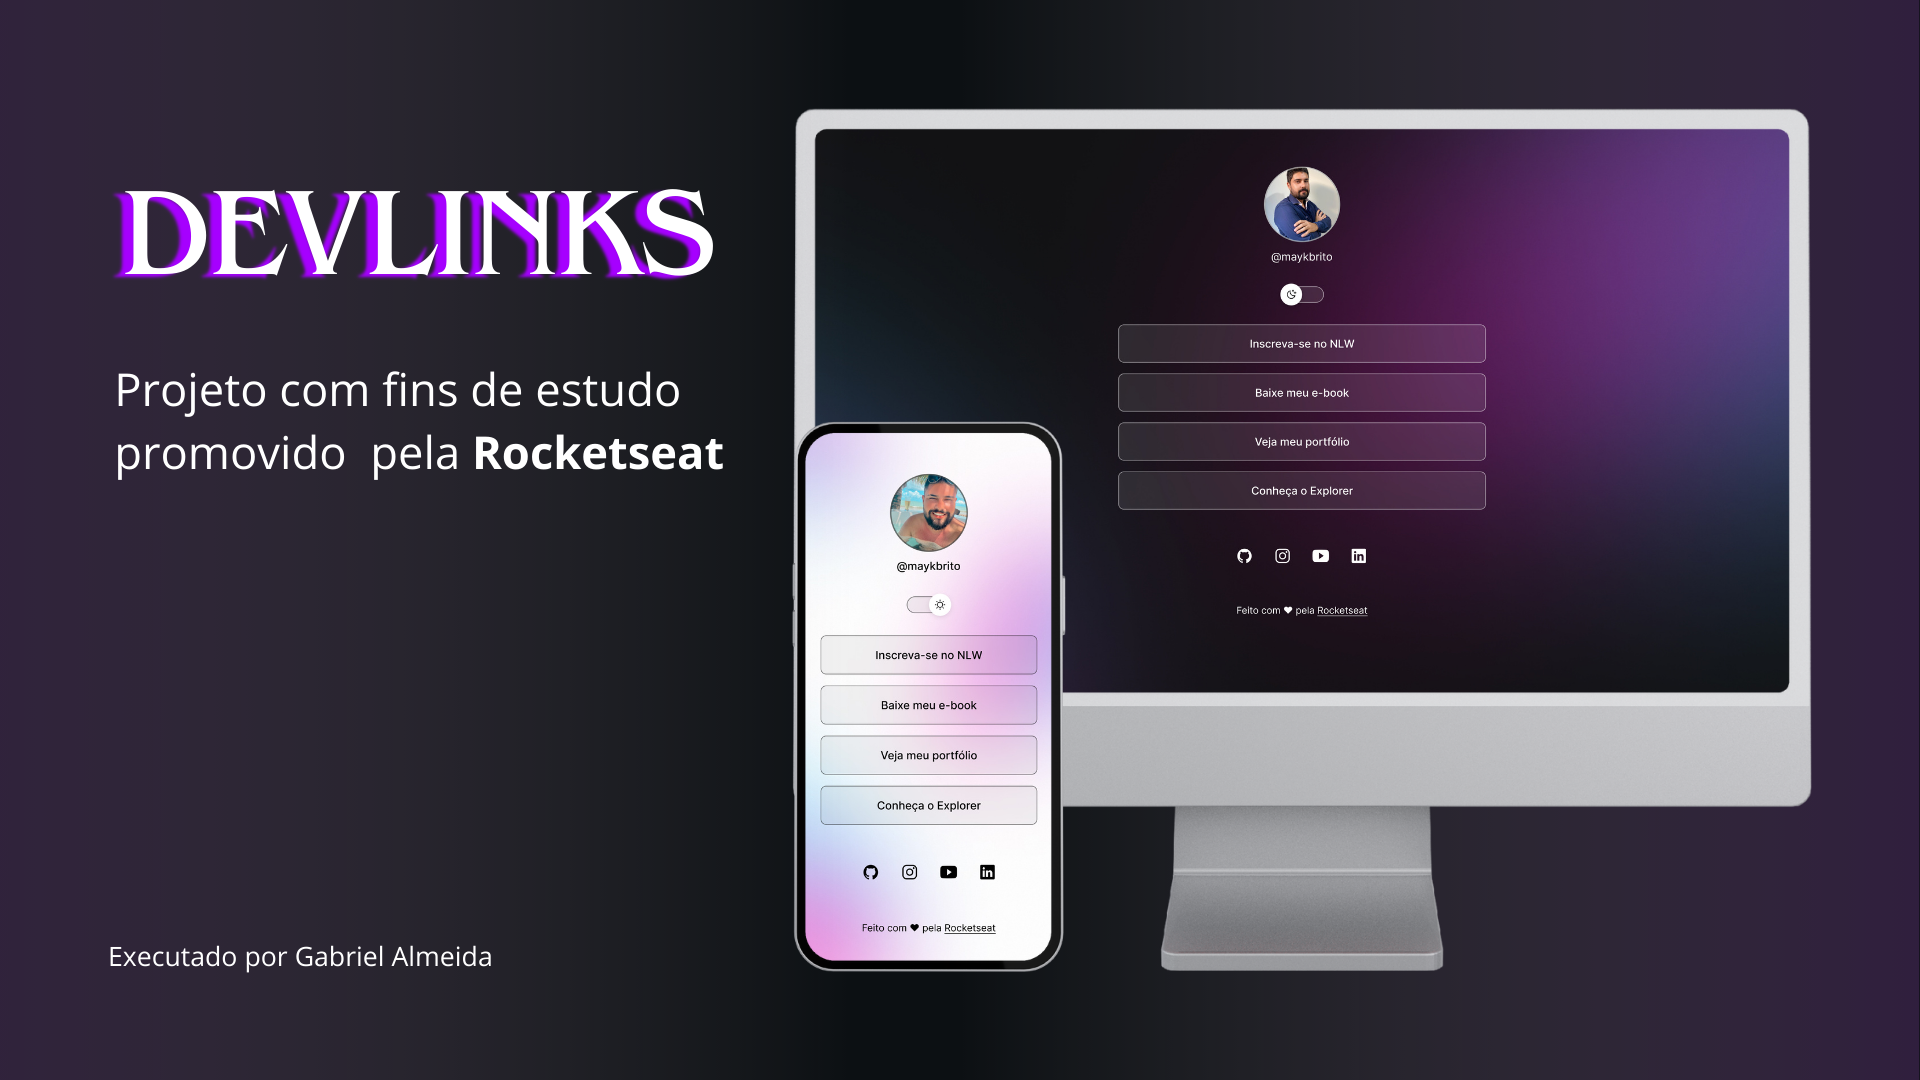 DEVLINKS
Projeto com fins de estudo
promovido  pela Rocketseat
Executado por Gabriel Almeida
@maykbrito
Inscreva-se no NLW
Baixe meu e-book
Veja meu portfólio
Conheça o Explorer
in
Feito com ♥ pela Rocketseat
@maykbrito
Inscreva-se no NLW
Baixe meu e-book
Veja meu portfólio
Conheça o Explorer
in
Feito com ♥ pela Rocketseat